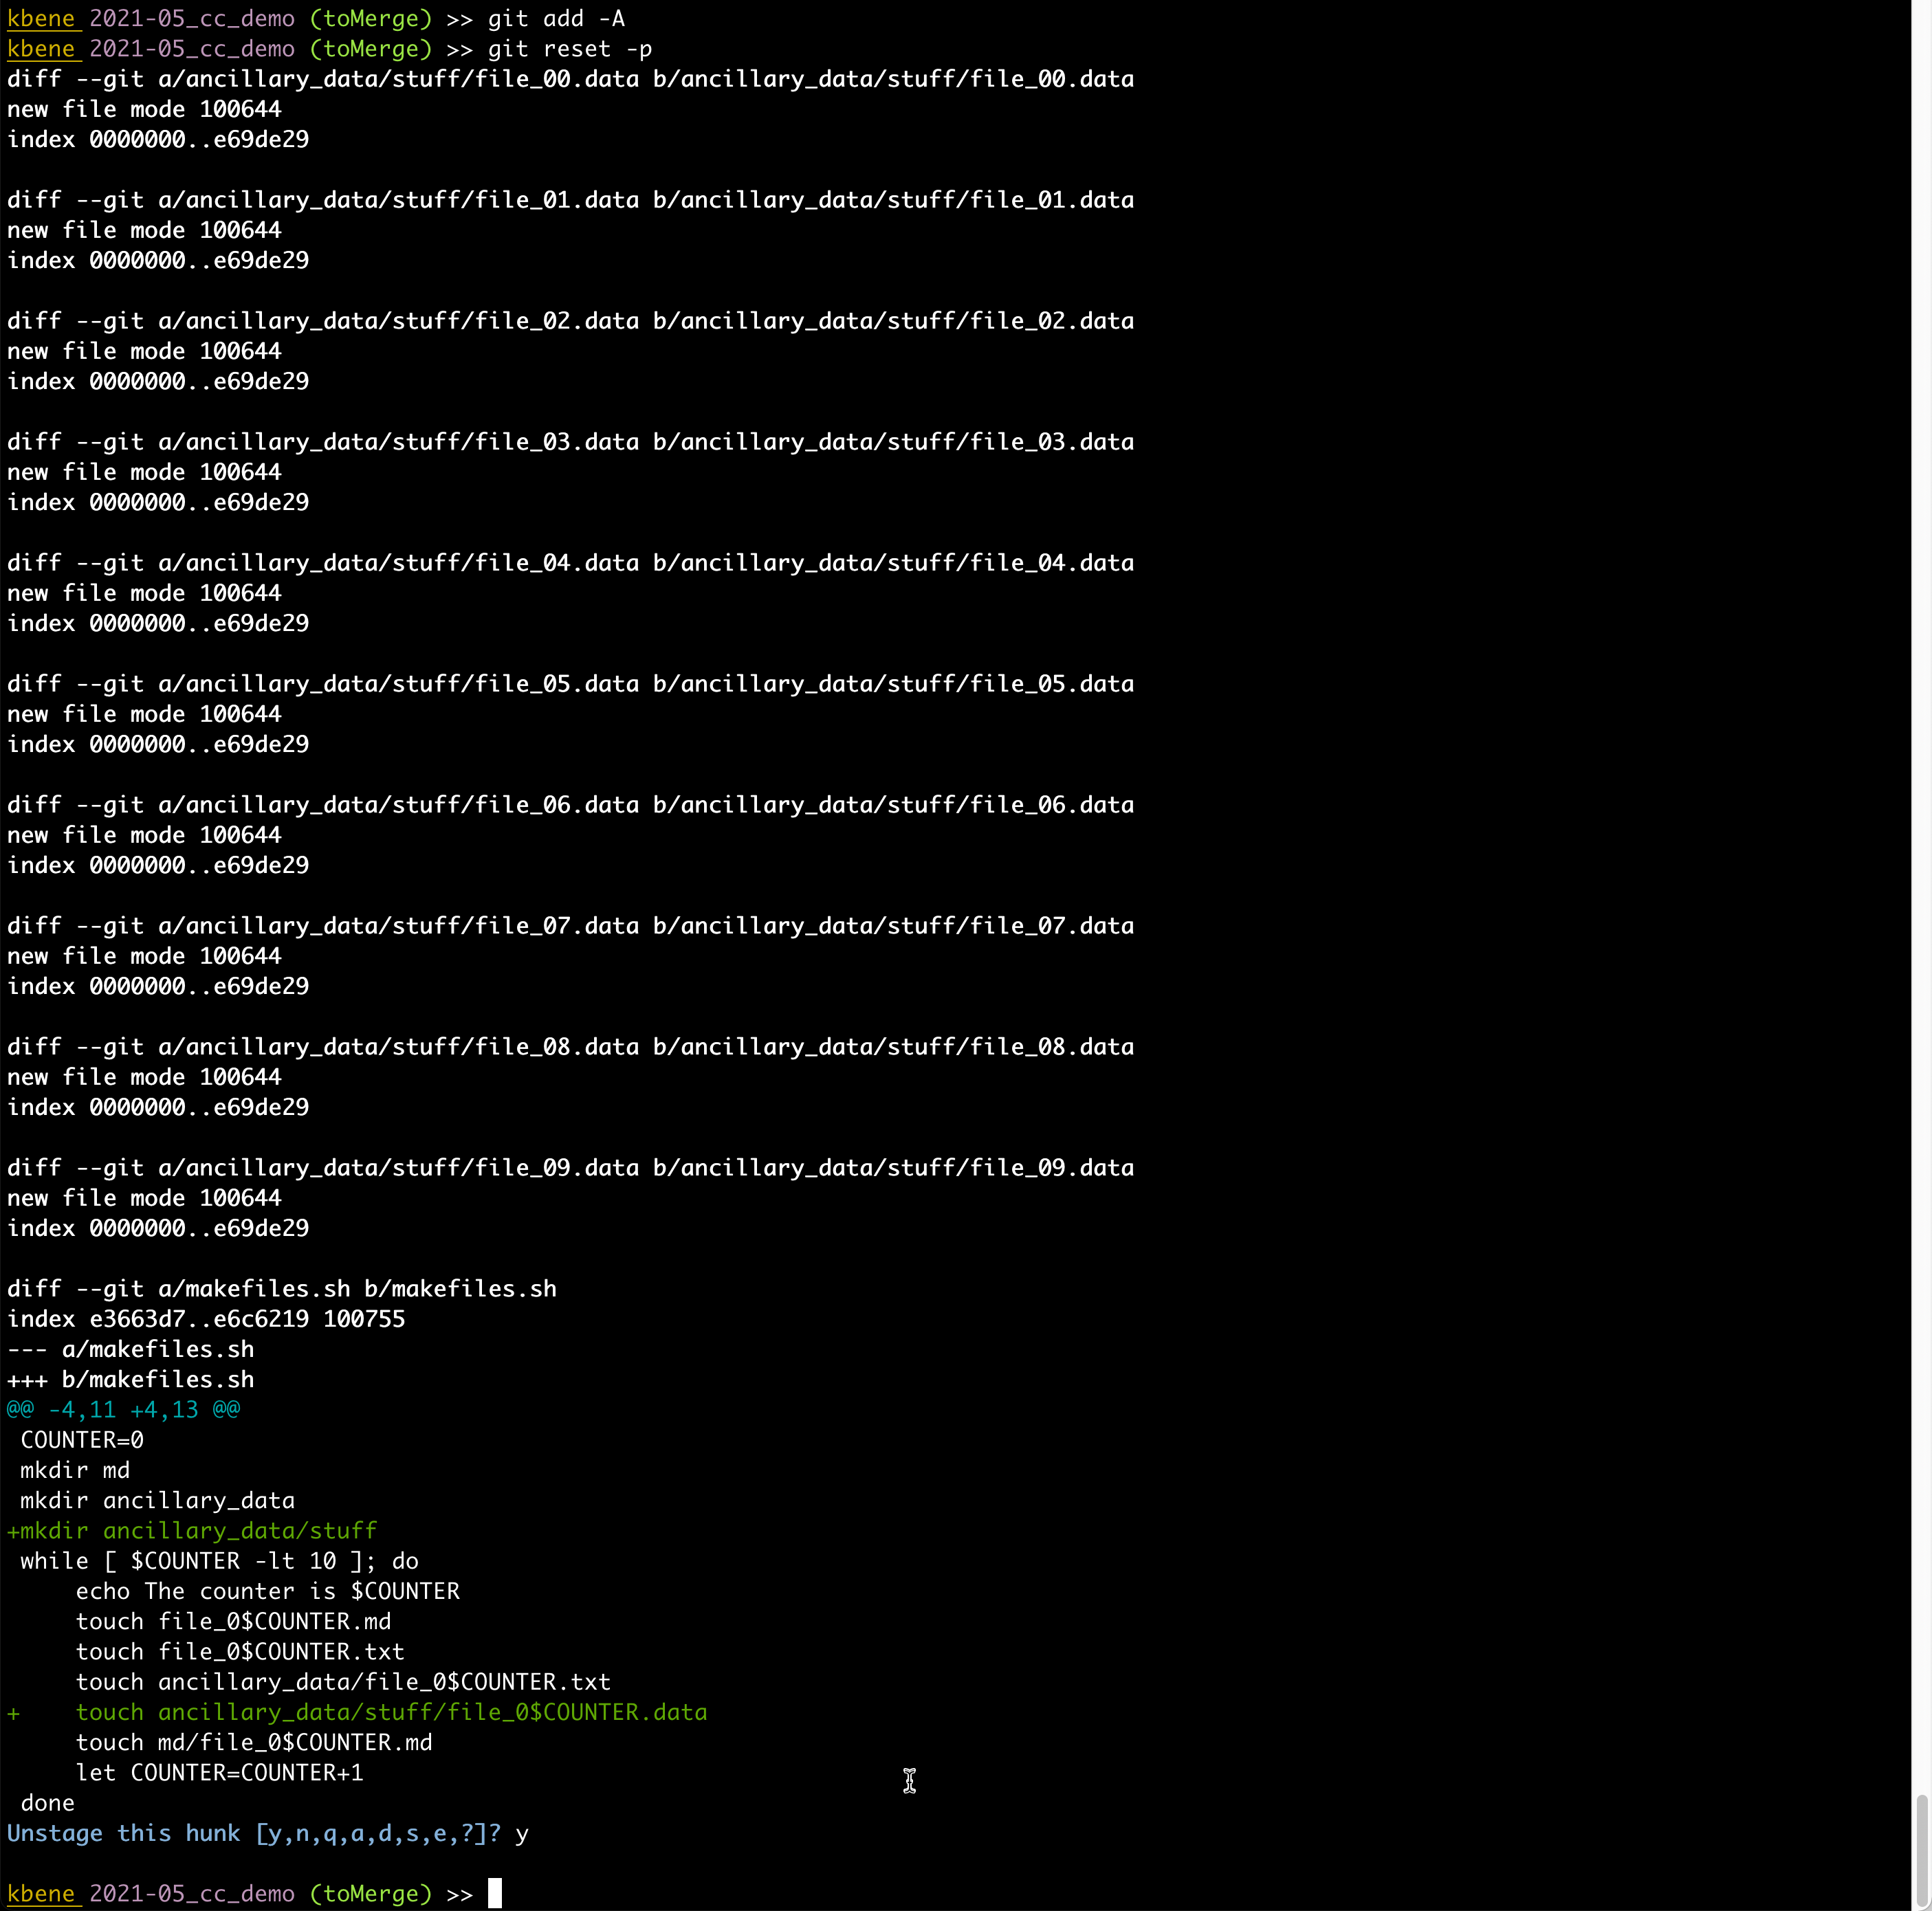 kbene 2021-05_cc_demo (toMerge) >> git add -A
kbene 2021-05_cc_demo (toMerge) >> git reset -p
diff --git a/ancillary_data/stuff/file_00.data b/ancillary_data/stuff/file_00.data
new file mode 100644
index 0000000..e69de29

diff --git a/ancillary_data/stuff/file_01.data b/ancillary_data/stuff/file_01.data
new file mode 100644
index 0000000..e69de29

diff --git a/ancillary_data/stuff/file_02.data b/ancillary_data/stuff/file_02.data
new file mode 100644
index 0000000..e69de29

diff --git a/ancillary_data/stuff/file_03.data b/ancillary_data/stuff/file_03.data
new file mode 100644
index 0000000..e69de29

diff --git a/ancillary_data/stuff/file_04.data b/ancillary_data/stuff/file_04.data
new file mode 100644
index 0000000..e69de29

diff --git a/ancillary_data/stuff/file_05.data b/ancillary_data/stuff/file_05.data
new file mode 100644
index 0000000..e69de29

diff --git a/ancillary_data/stuff/file_06.data b/ancillary_data/stuff/file_06.data
new file mode 100644
index 0000000..e69de29

diff --git a/ancillary_data/stuff/file_07.data b/ancillary_data/stuff/file_07.data
new file mode 100644
index 0000000..e69de29

diff --git a/ancillary_data/stuff/file_08.data b/ancillary_data/stuff/file_08.data
new file mode 100644
index 0000000..e69de29

diff --git a/ancillary_data/stuff/file_09.data b/ancillary_data/stuff/file_09.data
new file mode 100644
index 0000000..e69de29

diff --git a/makefiles.sh b/makefiles.sh
index e3663d7..e6c6219 100755
--- a/makefiles.sh
+++ b/makefiles.sh
@@ -4,11 +4,13 @@
 COUNTER=0
 mkdir md
 mkdir ancillary_data
+mkdir ancillary_data/stuff
 while [ $COUNTER -lt 10 ]; do
     echo The counter is $COUNTER
     touch file_0$COUNTER.md
     touch file_0$COUNTER.txt
     touch ancillary_data/file_0$COUNTER.txt
+    touch ancillary_data/stuff/file_0$COUNTER.data
     touch md/file_0$COUNTER.md
     let COUNTER=COUNTER+1
 done
Unstage this hunk [y,n,q,a,d,s,e,?]? y

kbene 2021-05_cc_demo (toMerge) >>